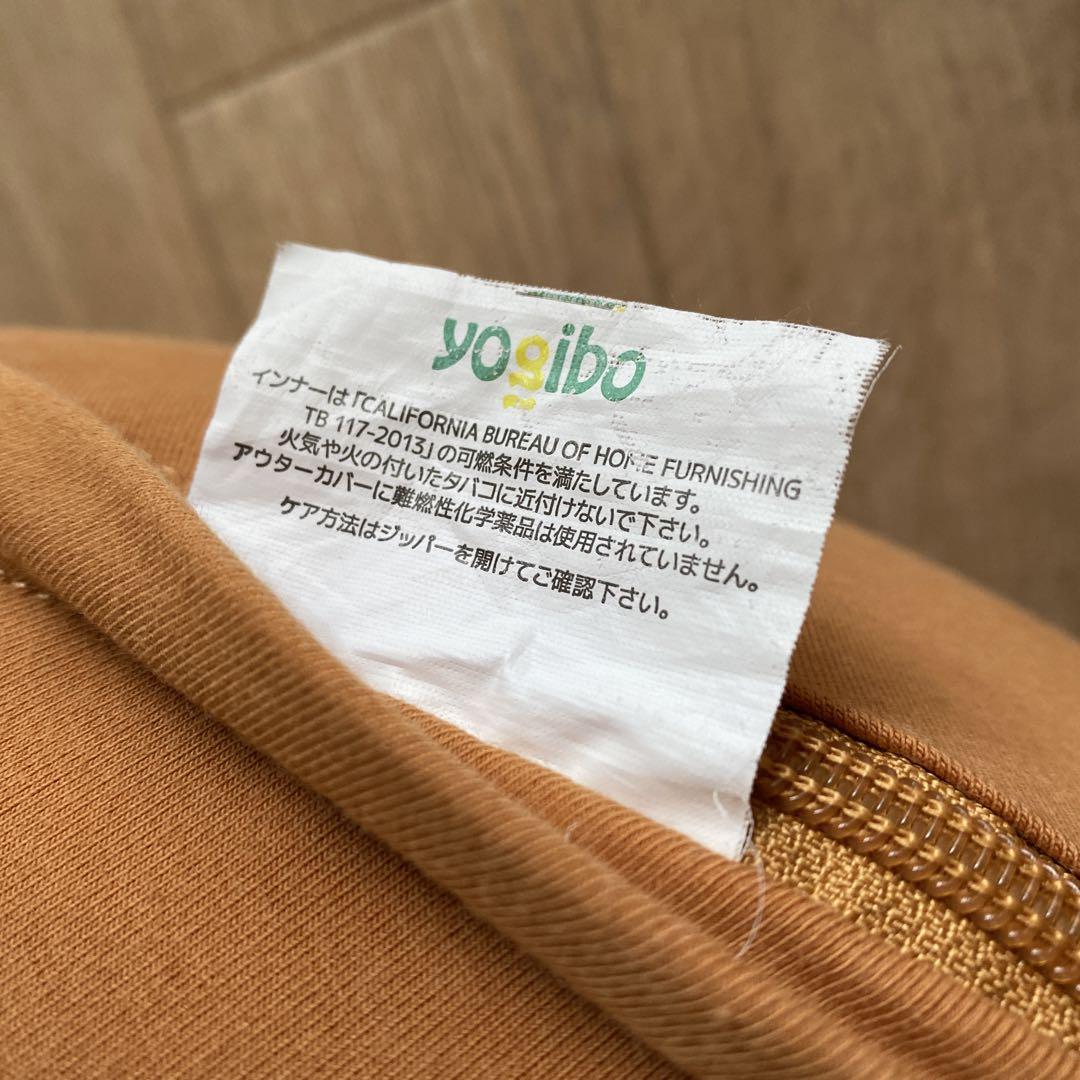 yogibo
インナーは「CALIFORNIA BUREAU OF HOME FURNISHING
TB 117-2013」の可燃条件を満たしています。
火気や火の付いたタバコに近付けないで下さい。
アウターカバーに難燃性化学薬品は使用されていません。
ケア方法はジッパーを開けてご確認下さい。